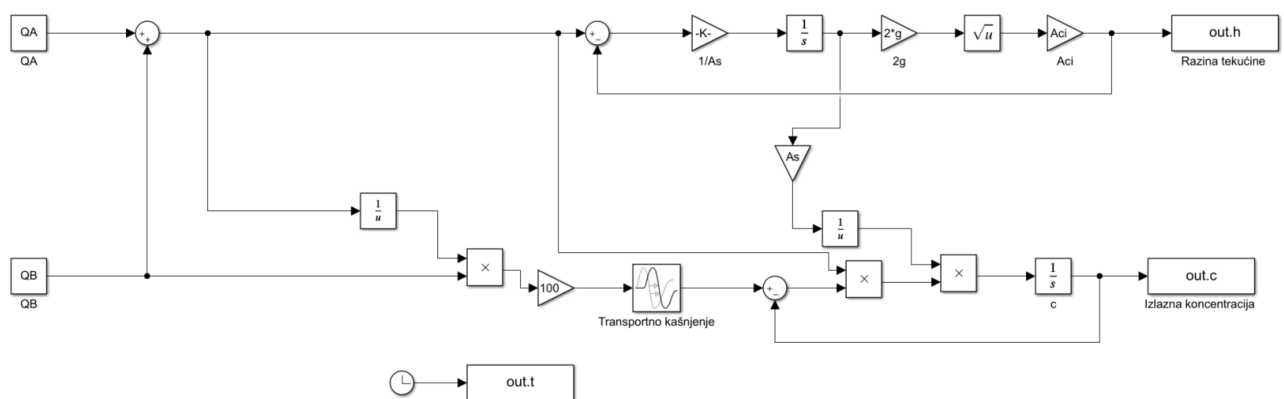 QA
QA
+
+
+
−
-K-
1/As
1
s
2*g
2g
√u
Aci
Aci
out.h
Razina tekućine
As
1
u
1
u
QB
QB
×
100
Transportno kašnjenje
+
−
×
×
1
s
c
out.c
Izlazna koncentracija
out.t